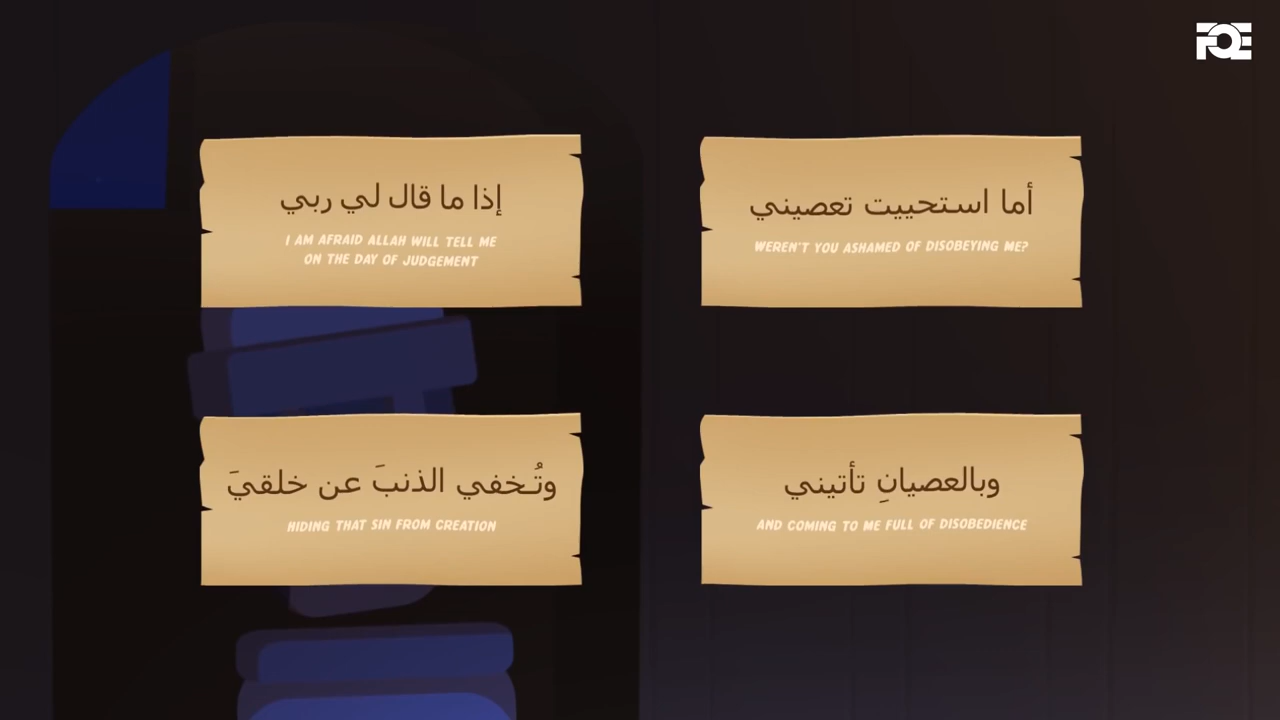 FOE
إذا ما قال لي ربي
I AM AFRAID ALLAH WILL TELL ME
ON THE DAY OF JUDGEMENT
أما استحييت تعصيني
WEREN'T YOU ASHAMED OF DISOBEYING ME?
وتُـخفي الذنبَ عن خلقيَ
HIDING THAT SIN FROM CREATION
وبالعصيانِ تأتيني
AND COMING TO ME FULL OF DISOBEDIENCE